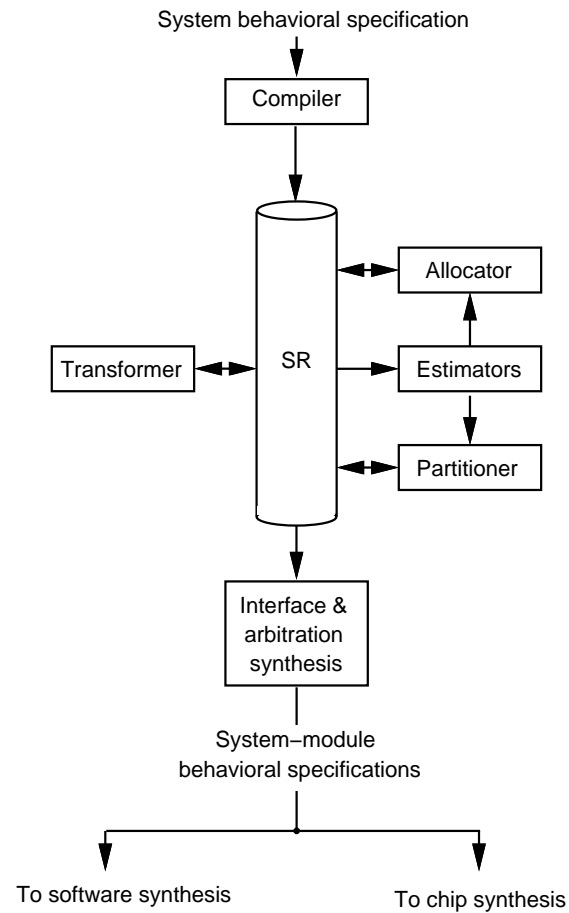 System behavioral specification
Compiler
Allocator
SR
Transformer
Estimators
Partitioner
Interface &
arbitration
synthesis
System−module
behavioral specifications
To software synthesis
To chip synthesis